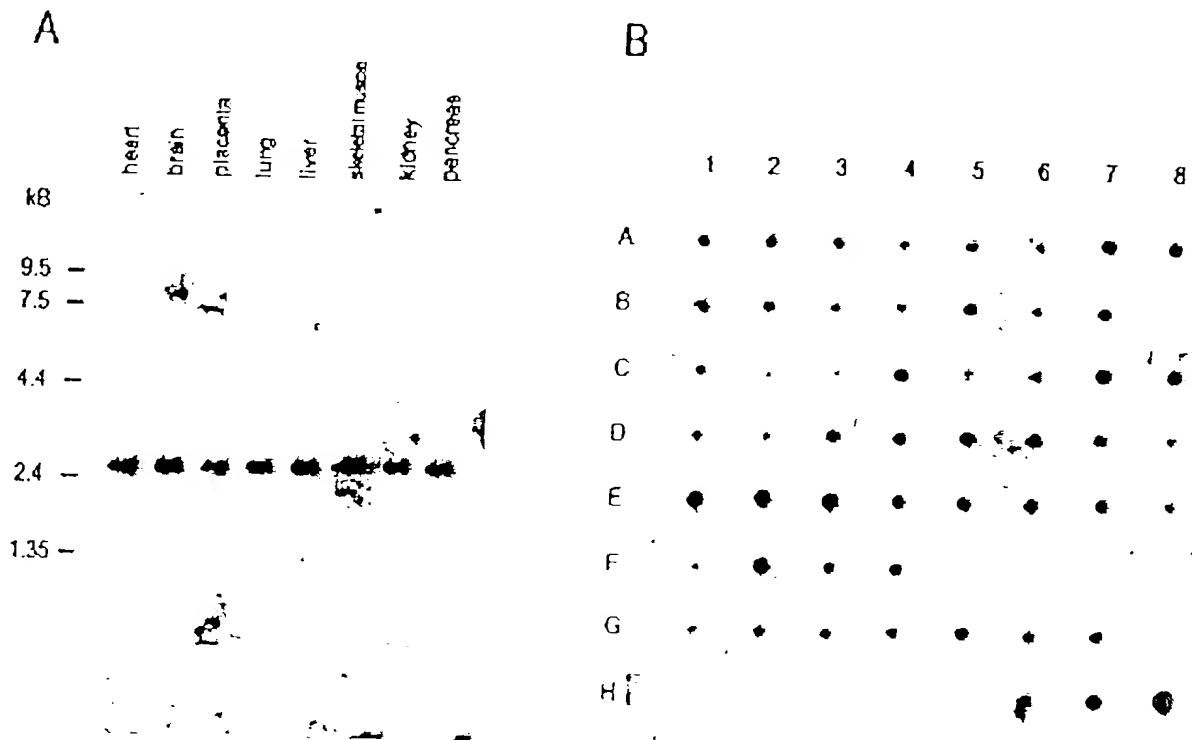 A
heart
brain
placenta
lung
liver
skeletal muscle
kidney
pancreas
kB
9.5
7.5
4.4
2.4
1.35
B
1 2 3 4 5 6 7 8
A
B
C
D
E
F
G
H